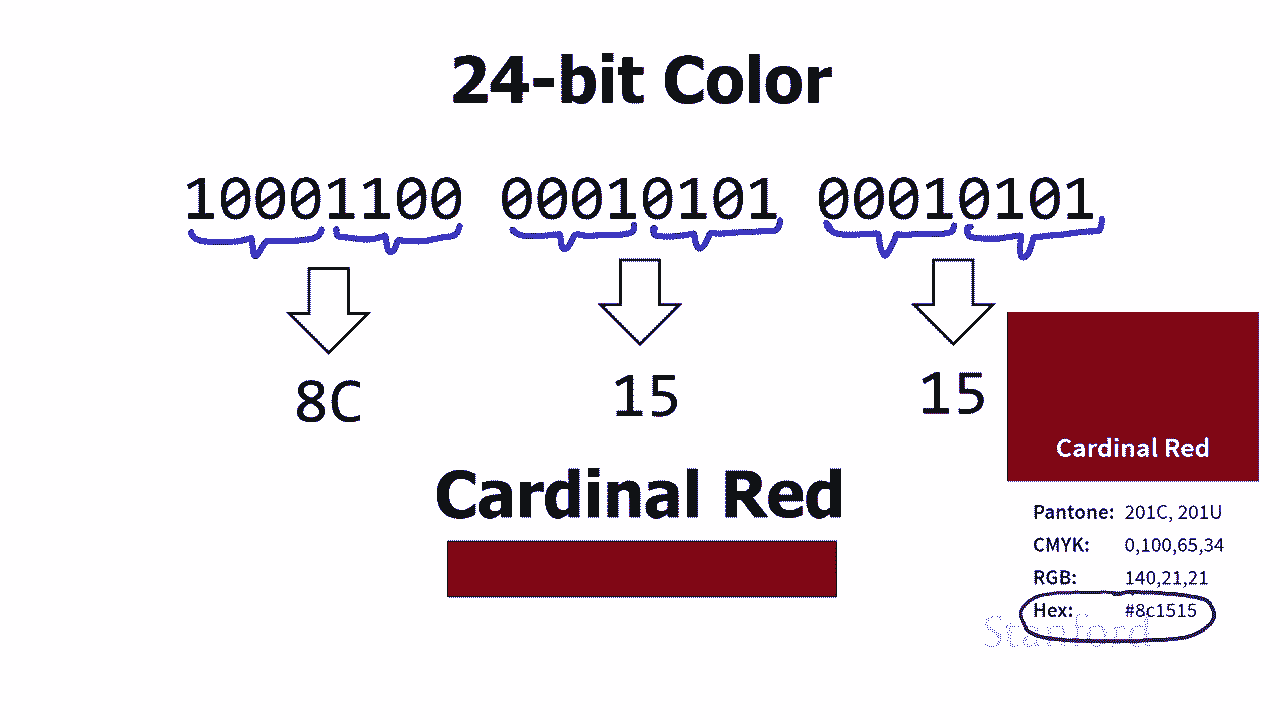 24-bit Color
10001100 00010101 00010101
8C 15 15
Cardinal Red
Cardinal Red
Pantone: 201C, 201U
CMYK: 0,100,65,34
RGB: 140,21,21
Hex: #8c1515
Stanford